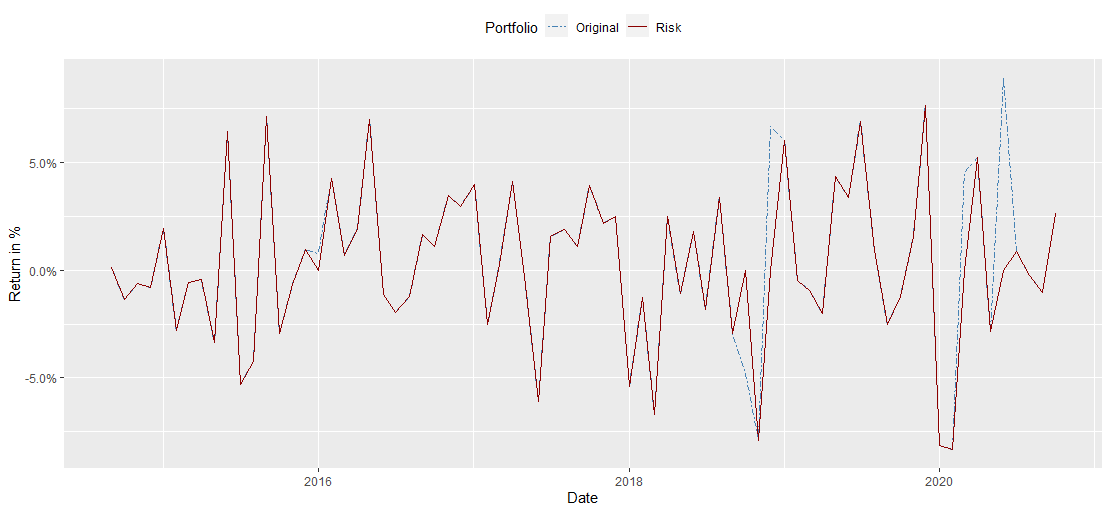 Portfolio Original Risk
Return in %
5.0%
0.0%
-5.0%
2016 2018 2020
Date